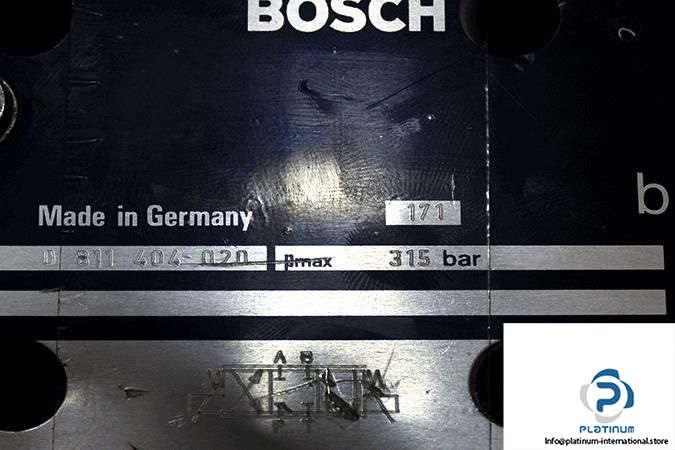 BOSCH
b
Made in Germany 171
0 811 404 020 pmax 315 bar
A B
PLATINUM
Info@platinum-international.store